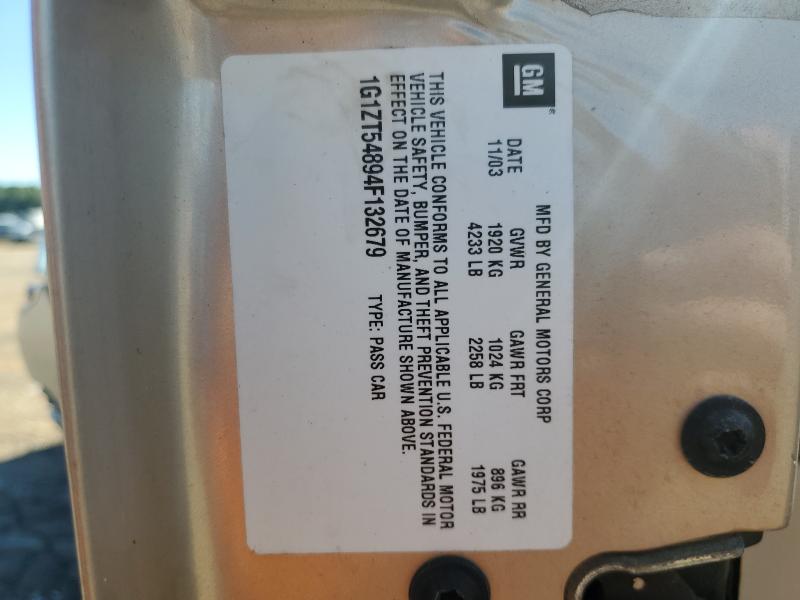 GM®
MFD BY GENERAL MOTORS CORP
DATE GVWR GAWR FRT GAWR RR
11/03 1920 KG 1024 KG 896 KG
4233 LB 2258 LB 1975 LB
THIS VEHICLE CONFORMS TO ALL APPLICABLE U.S. FEDERAL MOTOR
VEHICLE SAFETY, BUMPER, AND THEFT PREVENTION STANDARDS IN
EFFECT ON THE DATE OF MANUFACTURE SHOWN ABOVE.
1G1ZT54894F132679 TYPE: PASS CAR